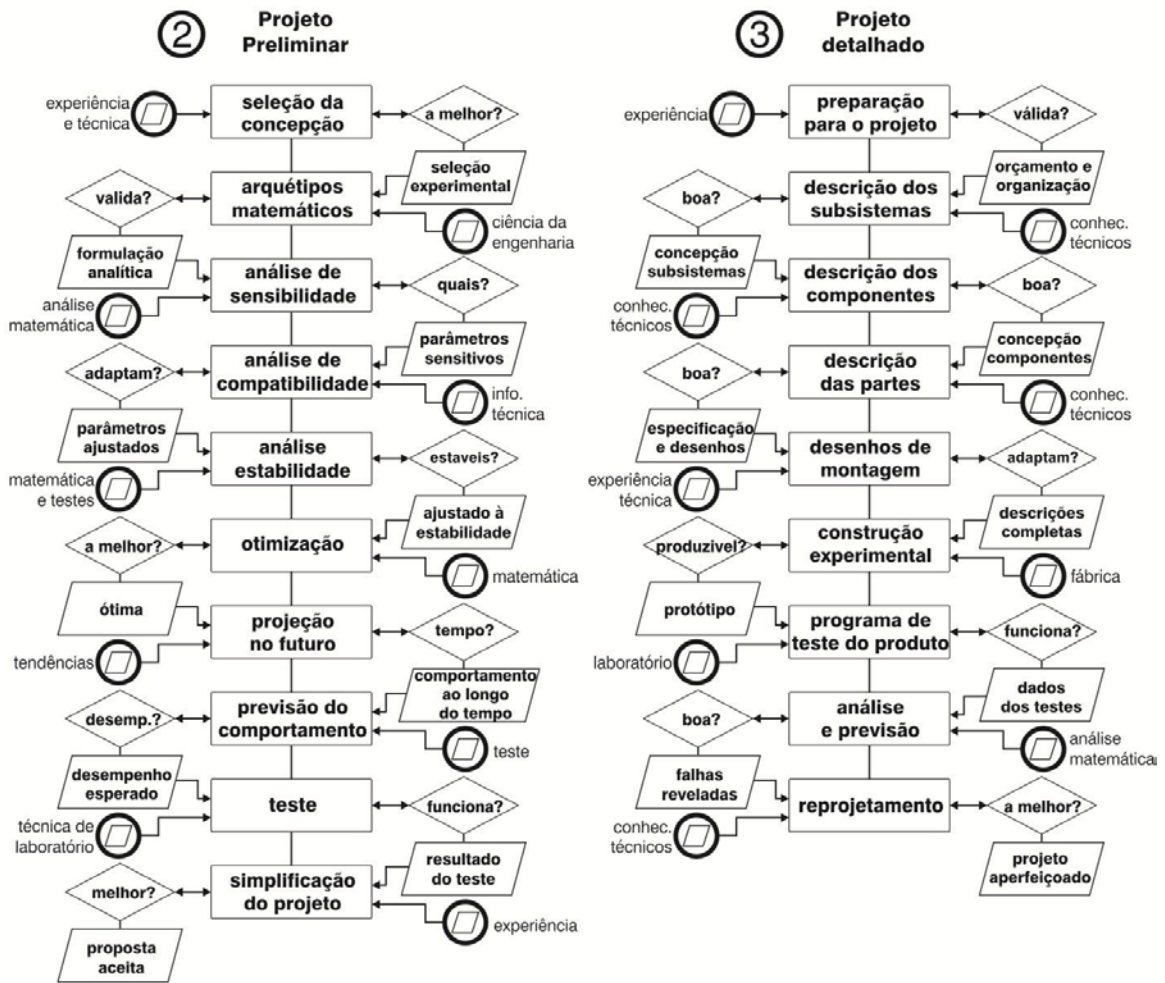 2
Projeto
Preliminar
experiência
e técnica
seleção da
concepção
a melhor?
seleção
experimental
valida?
arquétipos
matemáticos
ciência da
engenharia
formulação
analítica
análise de
sensibilidade
quais?
análise
matemática
parâmetros
sensitivos
adaptam?
análise de
compatibilidade
info.
técnica
parâmetros
ajustados
análise
estabilidade
estaveis?
matemática
e testes
ajustado à
estabilidade
a melhor?
otimização
matemática
ótima
projeção
no futuro
tempo?
tendências
comportamento
ao longo
do tempo
desemp.?
previsão do
comportamento
teste
desempenho
esperado
teste
funciona?
técnica de
laboratório
resultado
do teste
melhor?
simplificação
do projeto
experiência
proposta
aceita
3
Projeto
detalhado
experiência
preparação
para o projeto
válida?
orçamento e
organização
boa?
descrição dos
subsistemas
conhec.
técnicos
concepção
subsistemas
descrição dos
componentes
boa?
conhec.
técnicos
concepção
componentes
boa?
descrição
das partes
conhec.
técnicos
especificação
e desenhos
desenhos de
montagem
adaptam?
experiência
técnica
descrições
completas
produzivel?
construção
experimental
fábrica
protótipo
programa de
teste do produto
funciona?
laboratório
dados
dos testes
boa?
análise
e previsão
análise
matemática
falhas
reveladas
reprojetamento
a melhor?
conhec.
técnicos
projeto
aperfeiçoado